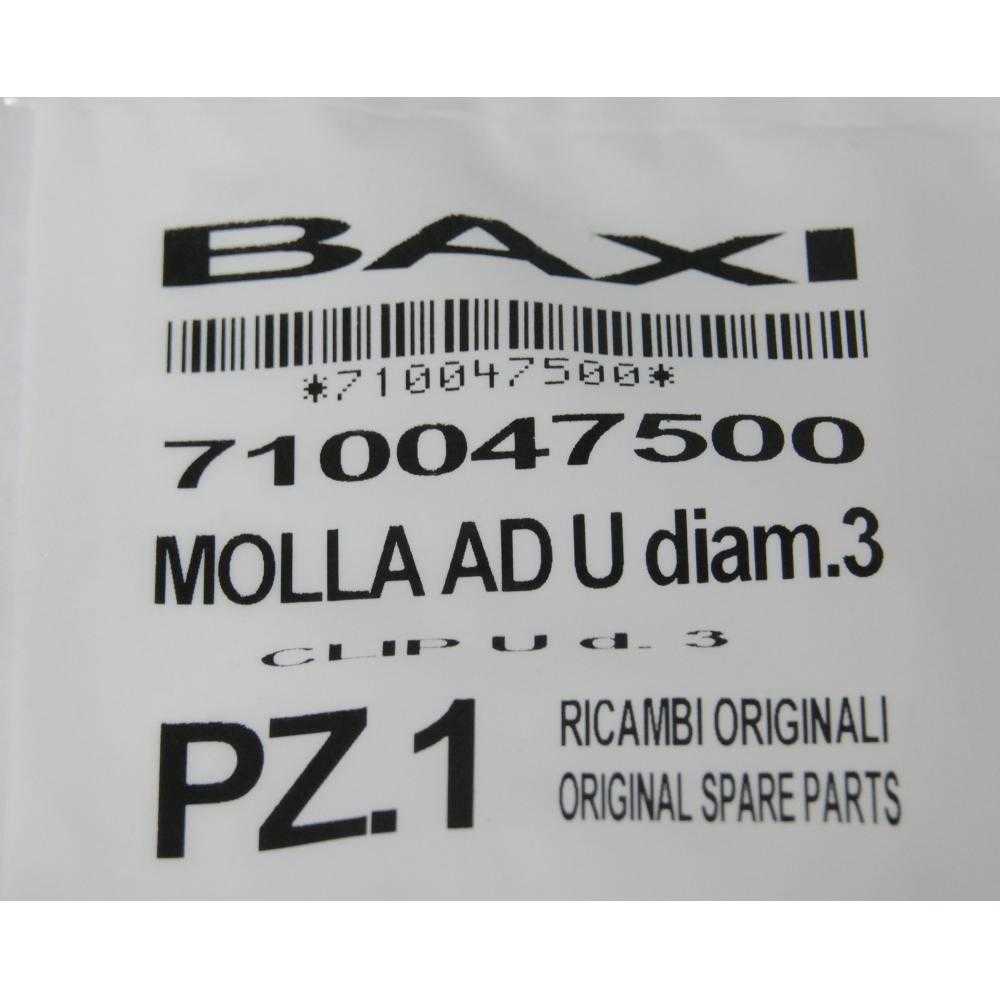 BAXI
*710047500*
710047500
MOLLA AD U diam.3
CLIP U d. 3
PZ.1
RICAMBI ORIGINALI
ORIGINAL SPARE PARTS